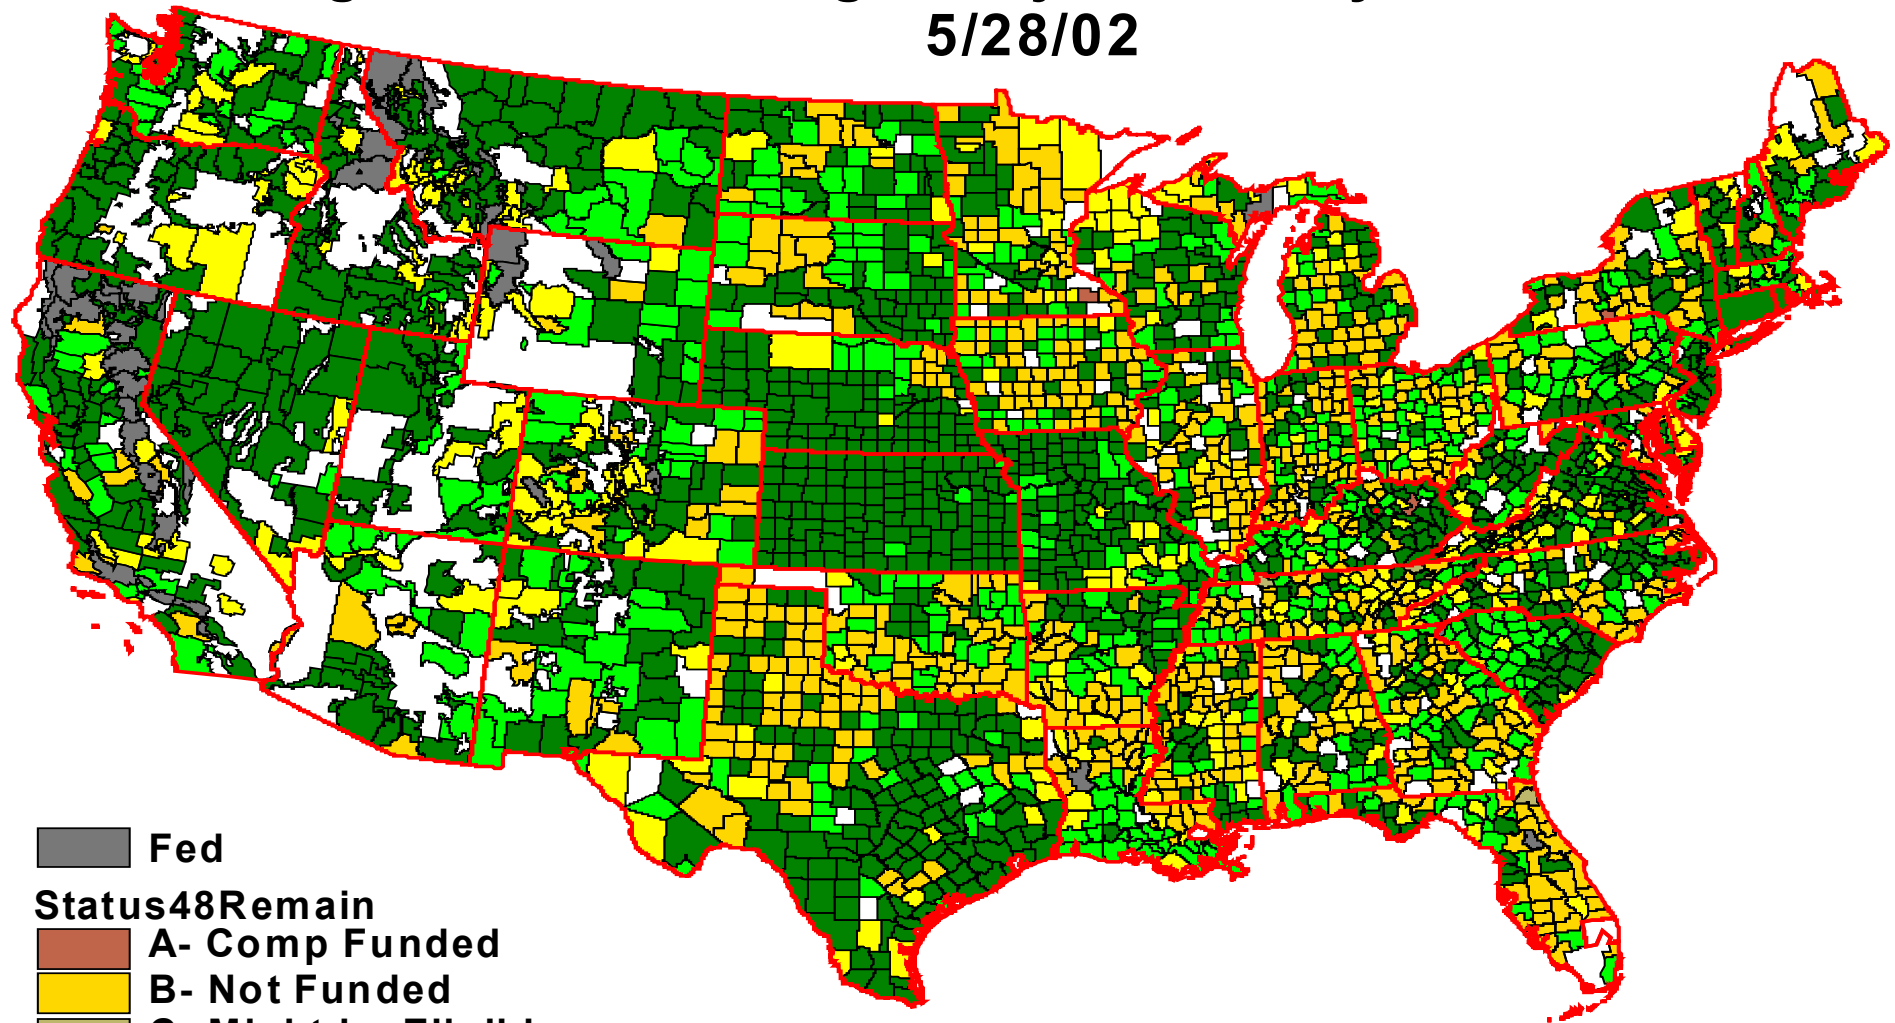 5/28/02
Fed
Status48Remain
A- Comp Funded
B- Not Funded